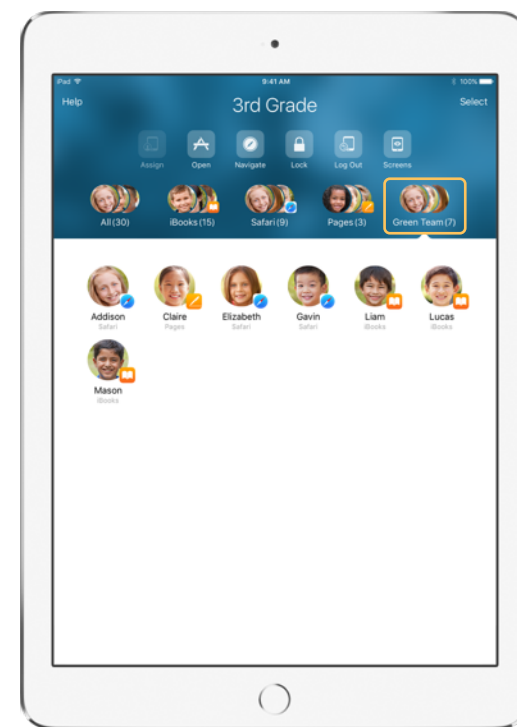 iPad 9:41 AM 100%
Help 3rd Grade Select
Assign Open Navigate Lock Log Out Screens
All (30) iBooks (15) Safari (9) Pages (3) Green Team (7)
Addison Claire Elizabeth Gavin Liam Lucas
Safari Pages Safari Safari iBooks iBooks
Mason
iBooks